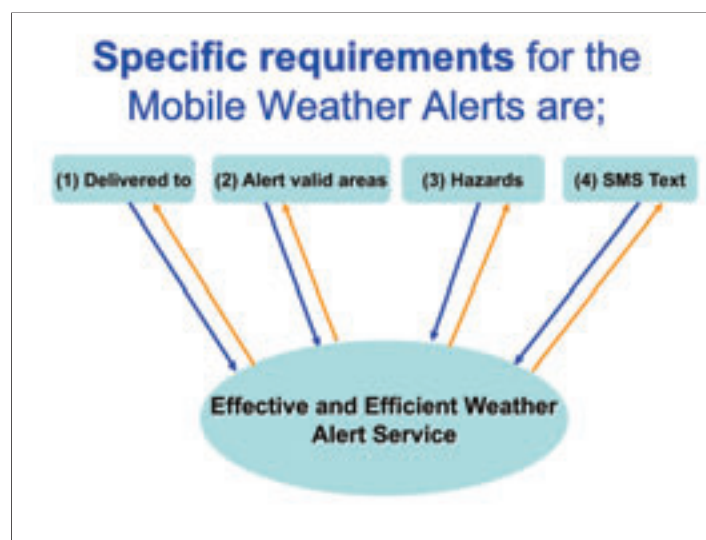 Specific requirements for the
Mobile Weather Alerts are;
(1) Delivered to
(2) Alert valid areas
(3) Hazards
(4) SMS Text
Effective and Efficient Weather
Alert Service